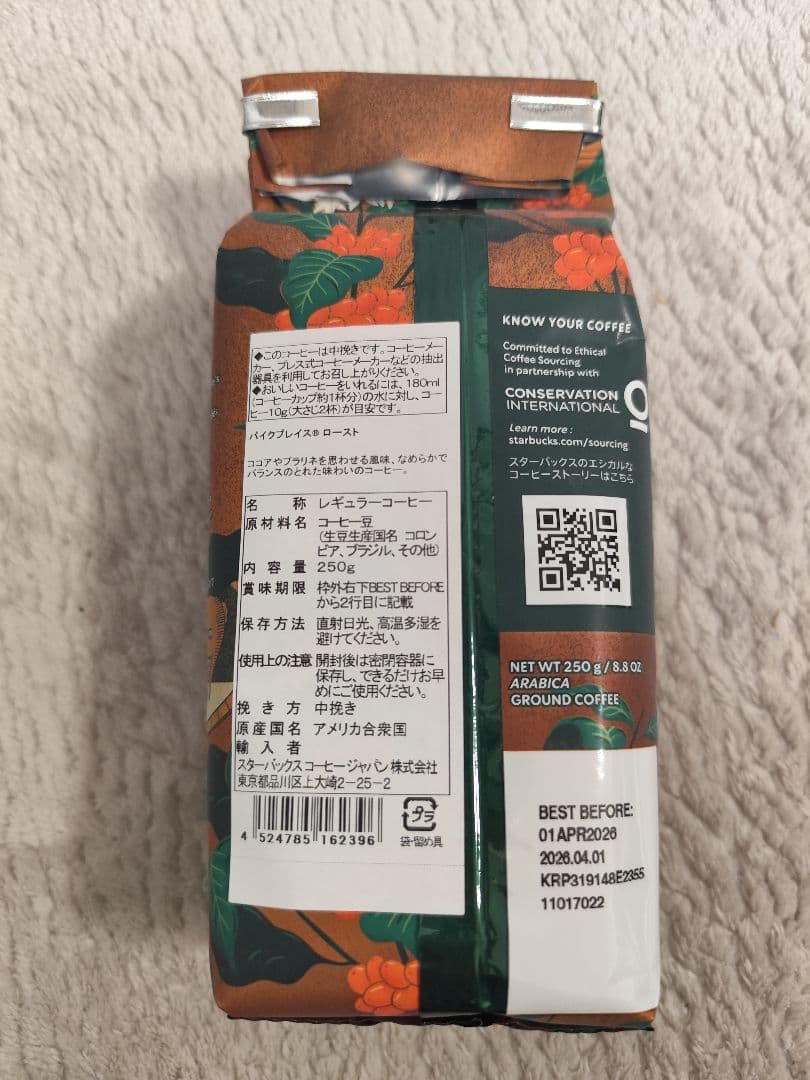 ◆このコーヒーは中挽きです。コーヒーメー
カー、プレス式コーヒーメーカーなどの抽出
器具を利用してお召し上がりください。
◆おいしいコーヒーをいれるには、180ml
(コーヒーカップ約1杯分)の水に対し、コー
ヒー10g(大さじ2杯)が目安です。
パイクプレイス® ロースト
ココアやプラリネを思わせる風味、なめらかで
バランスのとれた味わいのコーヒー。
名称 レギュラーコーヒー
原材料名 コーヒー豆
(生豆生産国名 コロン
ビア、ブラジル、その他)
内容量 250g
賞味期限 枠外右下BEST BEFORE
から2行目に記載
保存方法 直射日光、高温多湿を
避けてください。
使用上の注意 開封後は密閉容器に
保存し、できるだけお早
めにご使用ください。
挽き方 中挽き
原産国名 アメリカ合衆国
輸入者
スターバックス コーヒー ジャパン 株式会社
東京都品川区上大崎2-25-2
4 524785 162396
プラ
袋・留め具
KNOW YOUR COFFEE
Committed to Ethical
Coffee Sourcing
in partnership with
CONSERVATION
INTERNATIONAL
Learn more :
starbucks.com/sourcing
スターバックスのエシカルな
コーヒーストーリーはこちら
NET WT 250 g / 8.8 OZ
ARABICA
GROUND COFFEE
BEST BEFORE:
01APR2026
2026.04.01
KRP319148E2355
11017022